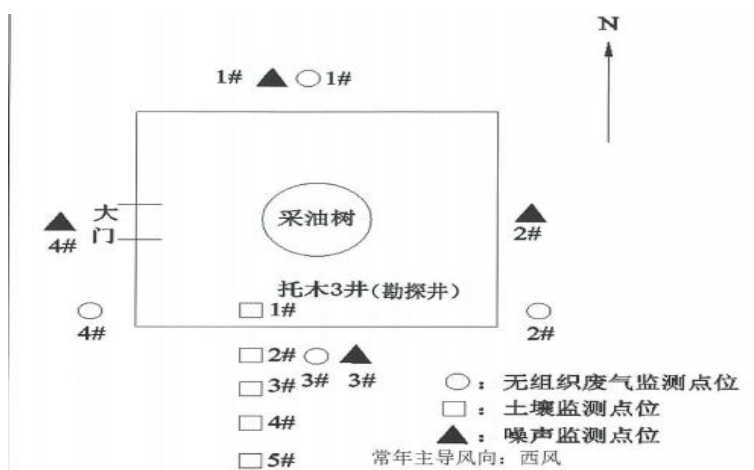 N
1# 1#
采油树
大门
4#
2#
托木3井(勘探井)
1#
4#
2#
2#
3# 3#
3#
4#
5#
○：无组织废气监测点位
□：土壤监测点位
▲：噪声监测点位
常年主导风向：西风